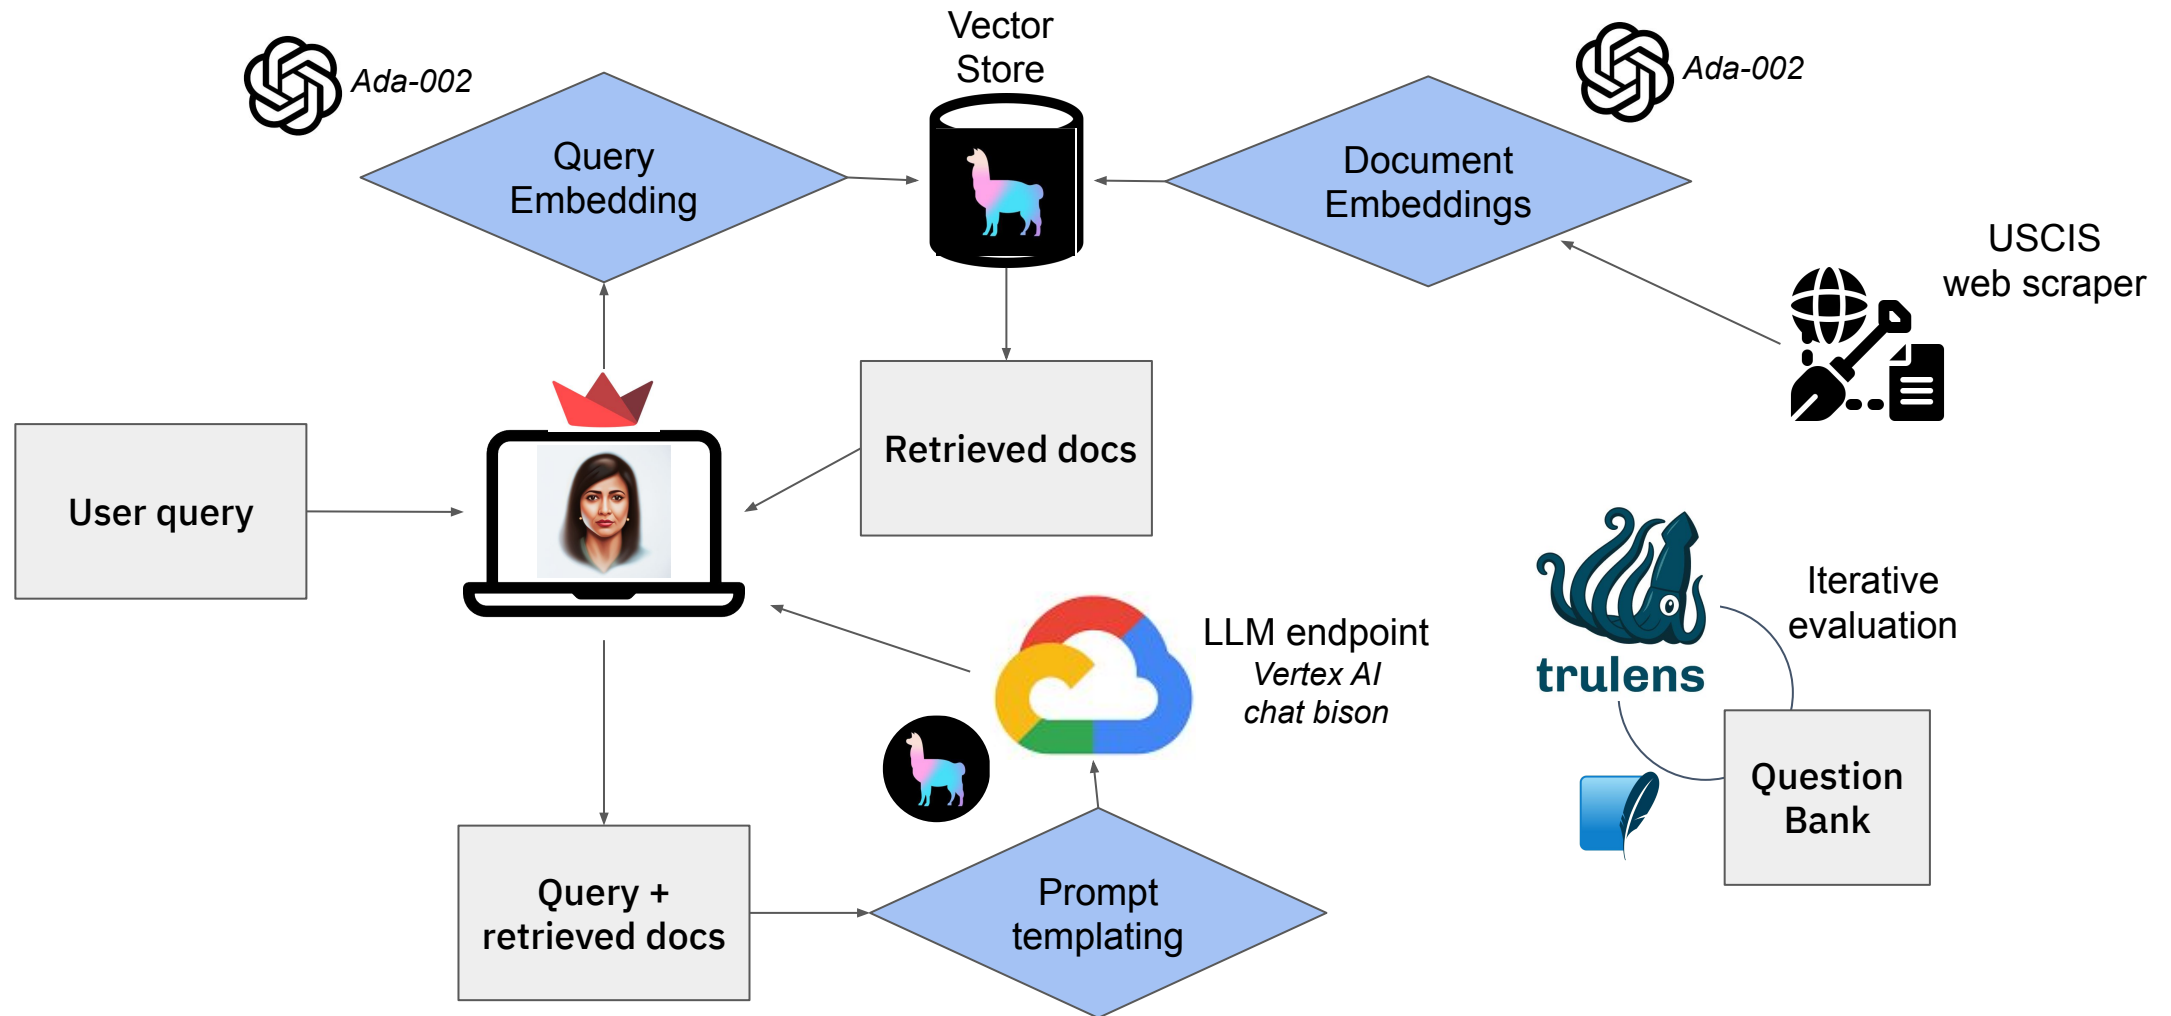 Vector
Store
Ada-002
Ada-002
Query
Embedding
Document
Embeddings
USCIS
web scraper
Retrieved docs
User query
LLM endpoint
Vertex AI
chat bison
Iterative
evaluation
trulens
Question
Bank
Query +
retrieved docs
Prompt
templating